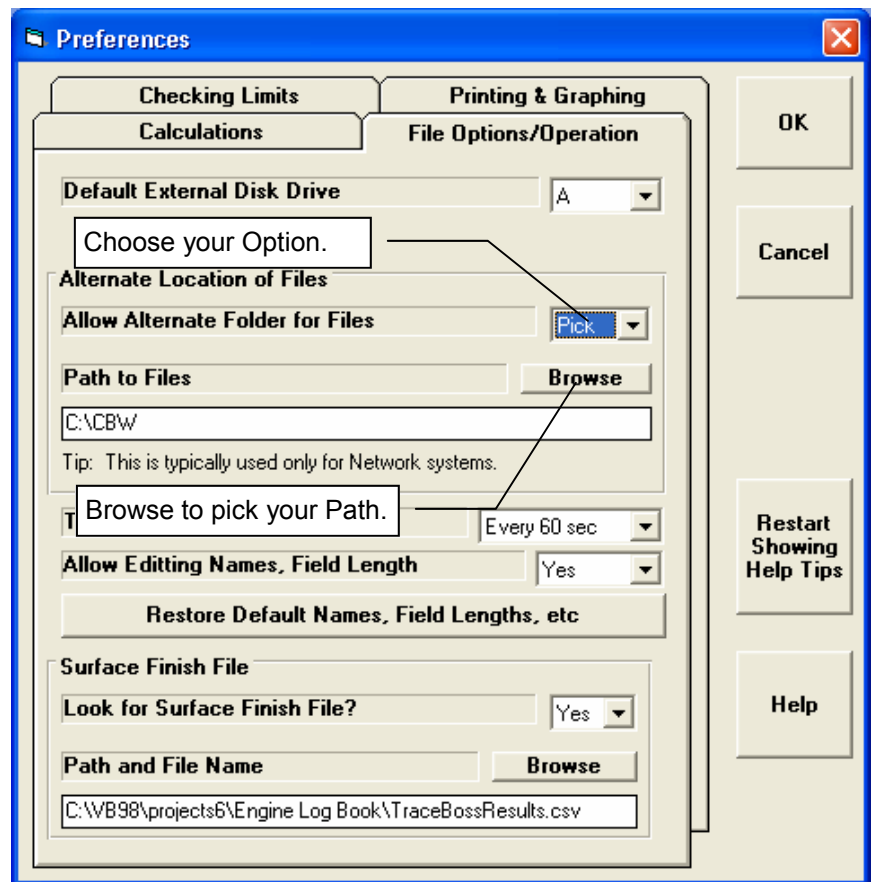 Preferences
Checking Limits
Printing & Graphing
Calculations
File Options/Operation
OK
Default External Disk Drive
A
Choose your Option.
Cancel
Alternate Location of Files
Allow Alternate Folder for Files
Pick
Path to Files
Browse
C:\CBW
Tip: This is typically used only for Network systems.
Browse to pick your Path.
T
Every 60 sec
Restart
Showing
Help Tips
Allow Editting Names, Field Length
Yes
Restore Default Names, Field Lengths, etc
Surface Finish File
Look for Surface Finish File?
Yes
Help
Path and File Name
Browse
C:\VB98\projects6\Engine Log Book\TraceBossResults.csv